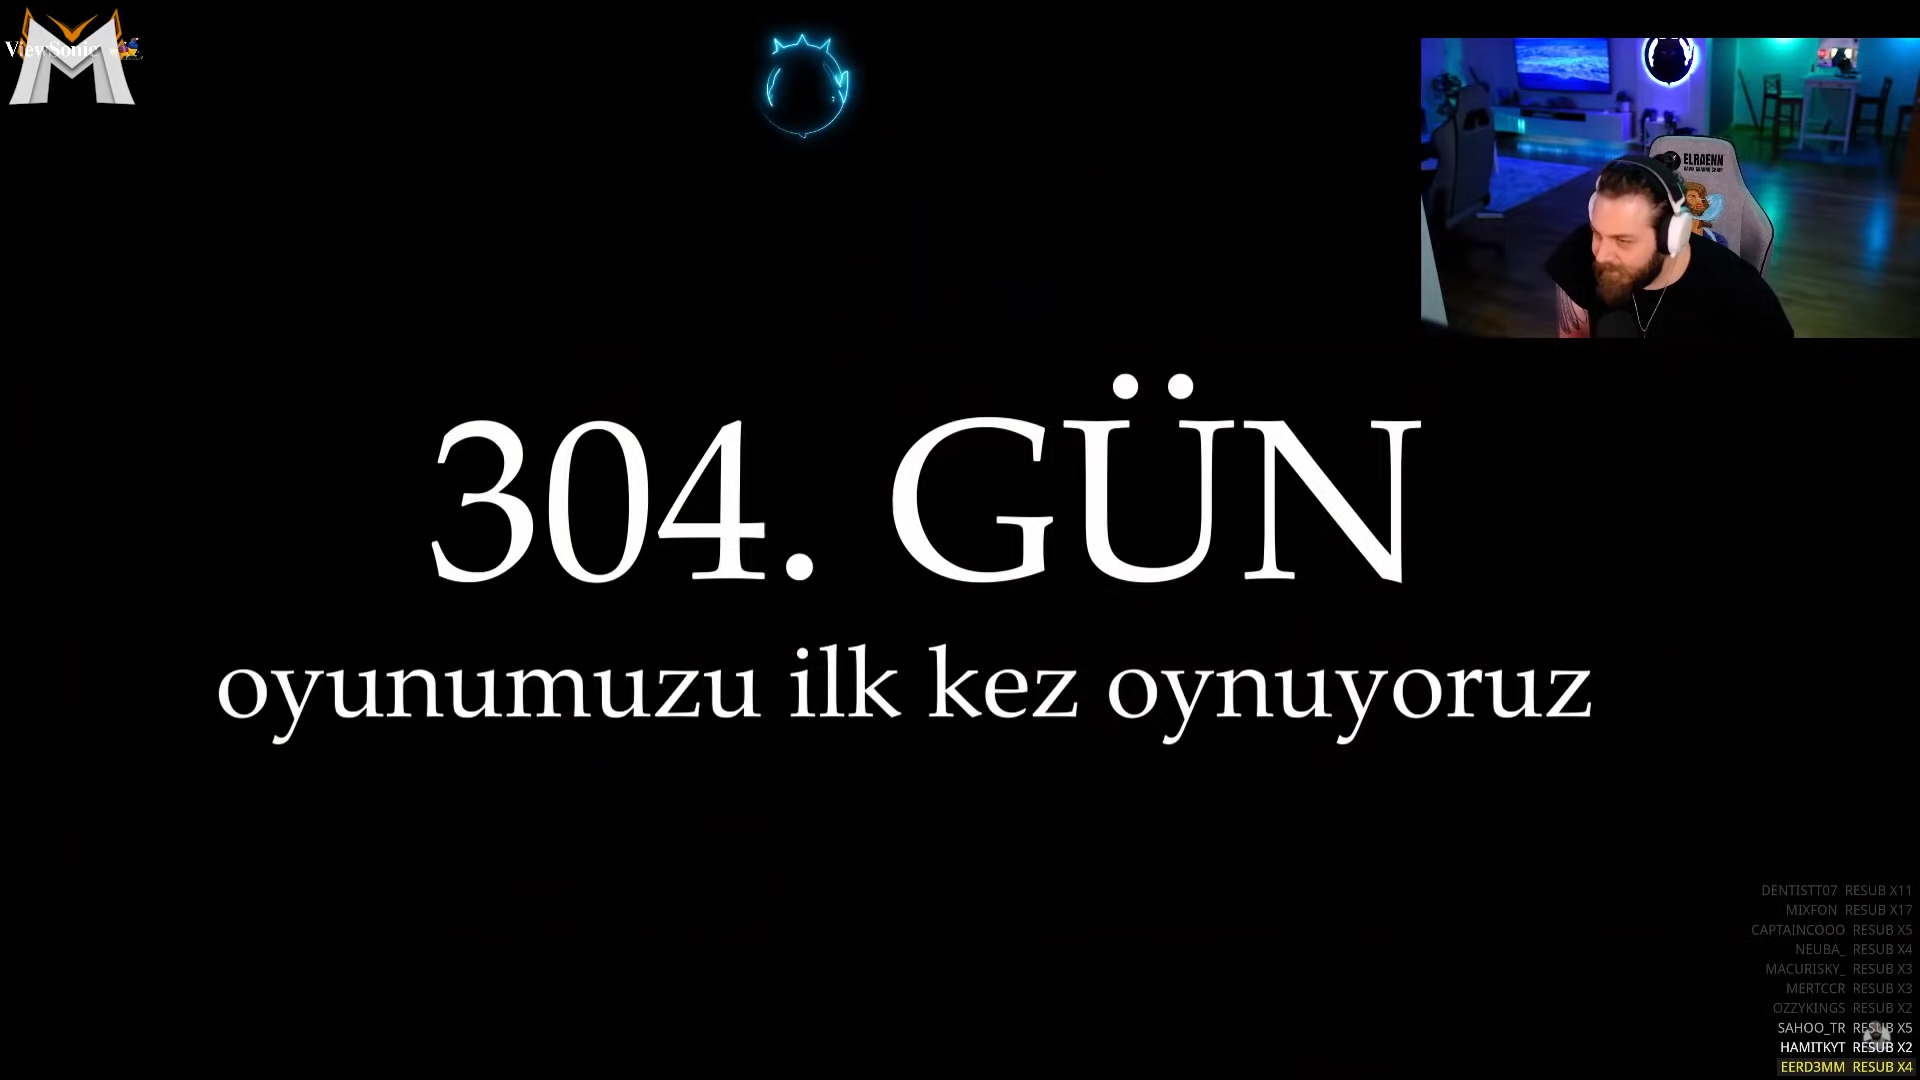 ViewSonic
ELRAENN
304. GÜN
oyunumuzu ilk kez oynuyoruz
DENTISTT07 RESUB X11
MIXFON RESUB X17
CAPTAINCOOO RESUB X5
NEUBA_ RESUB X4
MACURISKY_ RESUB X3
MERTCCR RESUB X3
OZZYKINGS RESUB X2
SAHOO_TR RESUB X5
HAMITKYT RESUB X2
EERD3MM RESUB X4